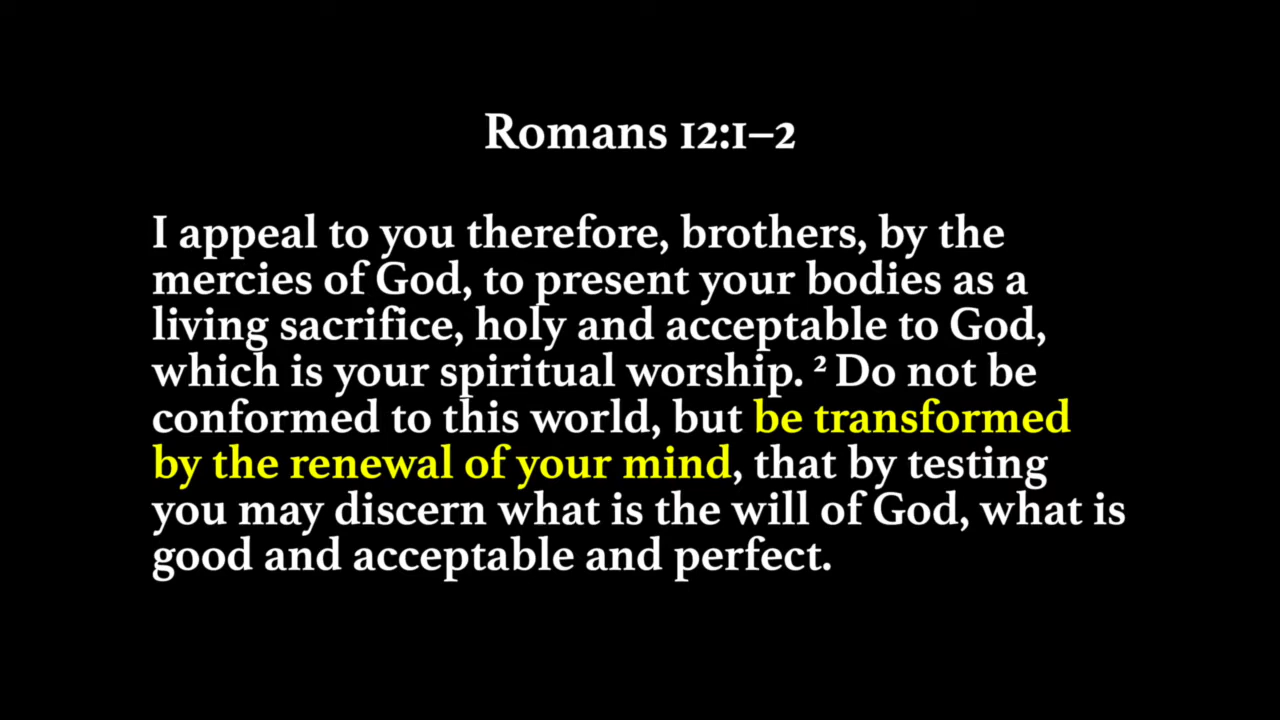 Romans 12:1–2
I appeal to you therefore, brothers, by the
mercies of God, to present your bodies as a
living sacrifice, holy and acceptable to God,
which is your spiritual worship. ² Do not be
conformed to this world, but be transformed
by the renewal of your mind, that by testing
you may discern what is the will of God, what is
good and acceptable and perfect.